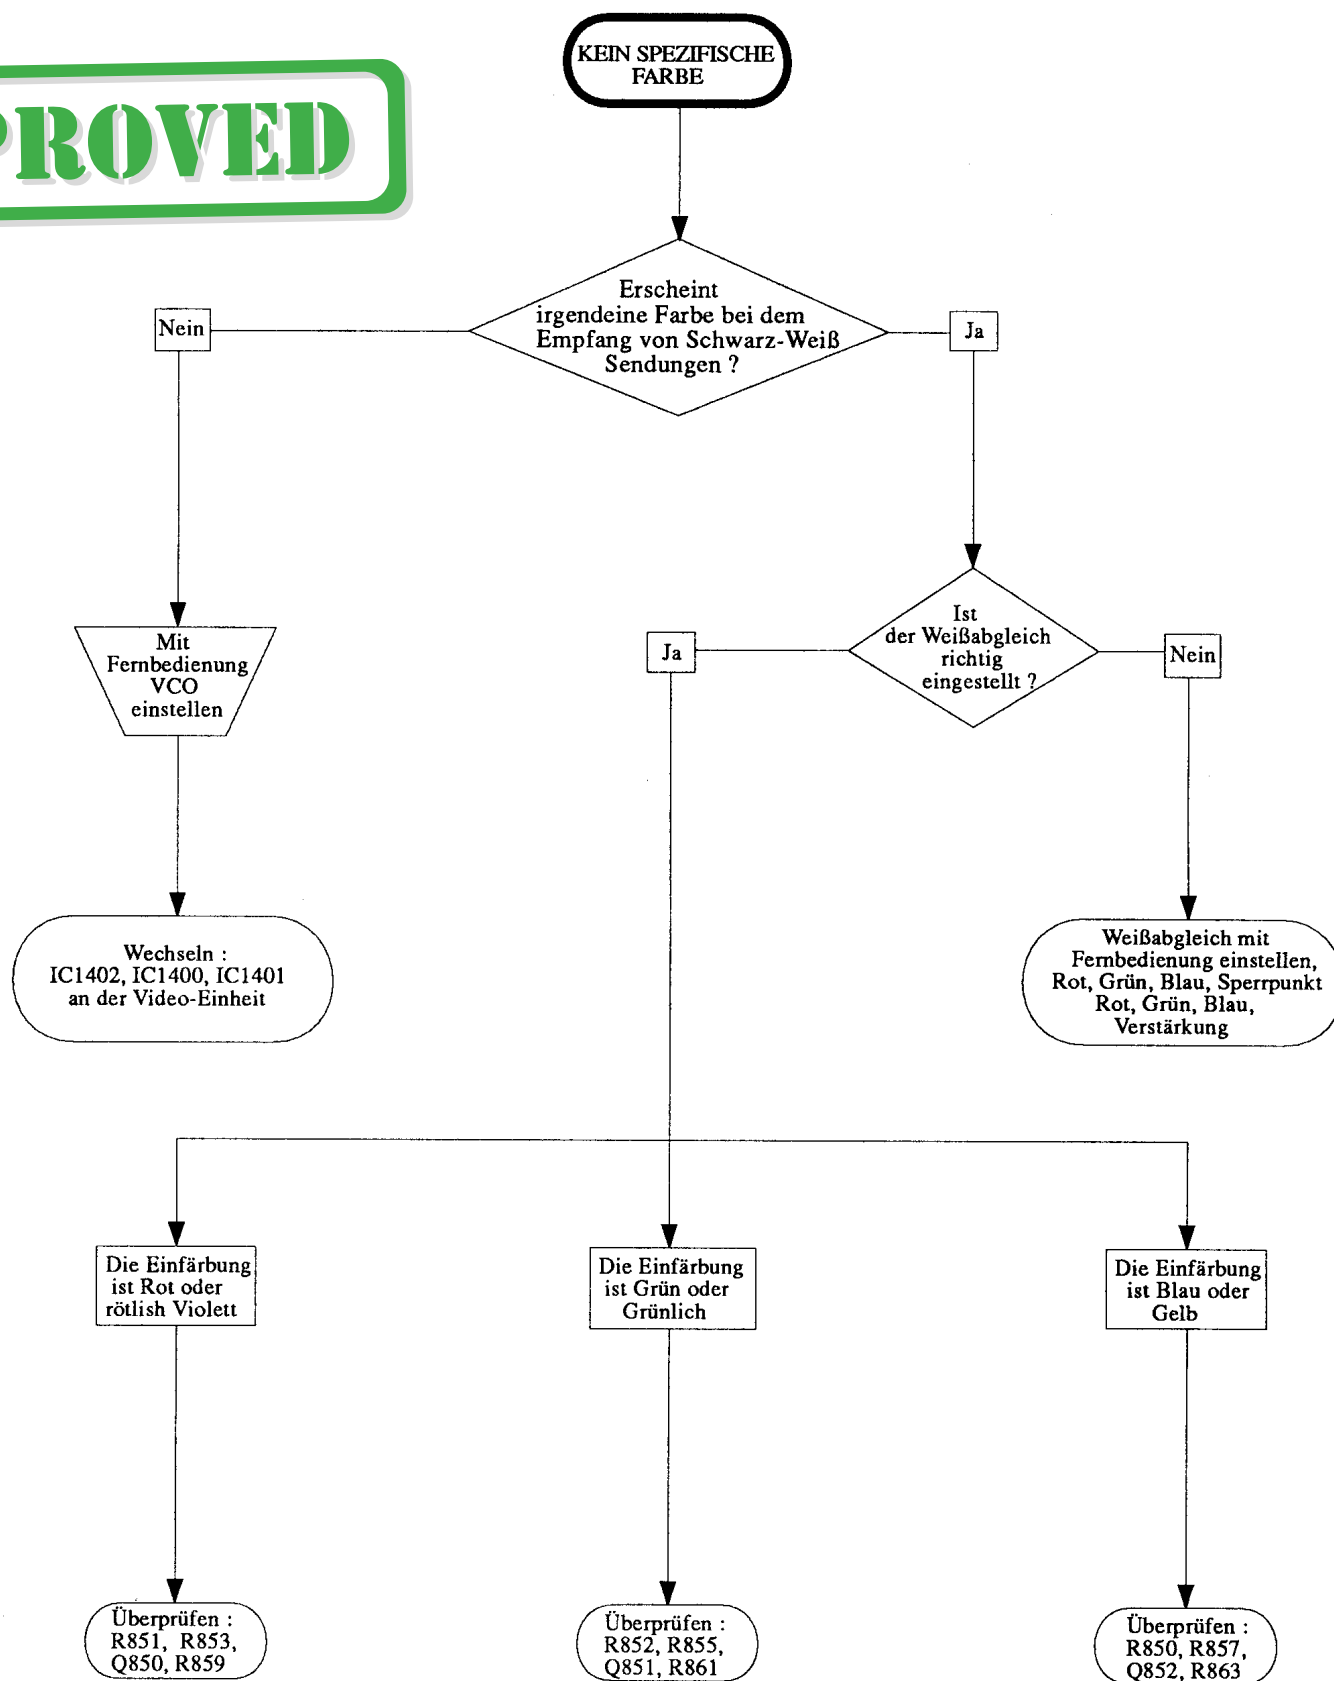 KEIN SPEZIFISCHE
FARBE
PROVED
Erscheint
irgendeine Farbe bei dem
Empfang von Schwarz-Weiß
Sendungen ?
Nein
Ja
Ist
der Weißabgleich
richtig
eingestellt ?
Ja
Nein
Mit
Fernbedienung
VCO
einstellen
Wechseln :
IC1402, IC1400, IC1401
an der Video-Einheit
Weißabgleich mit
Fernbedienung einstellen,
Rot, Grün, Blau, Sperrpunkt
Rot, Grün, Blau,
Verstärkung
Die Einfärbung
ist Rot oder
rötlish Violett
Die Einfärbung
ist Grün oder
Grünlich
Die Einfärbung
ist Blau oder
Gelb
Überprüfen :
R851, R853,
Q850, R859
Überprüfen :
R852, R855,
Q851, R861
Überprüfen :
R850, R857,
Q852, R863